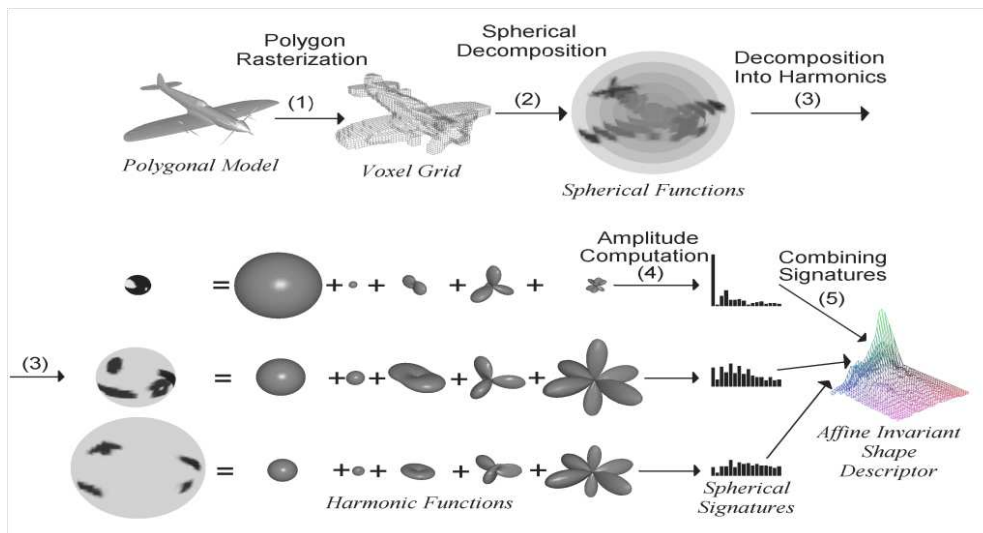 Polygon
Rasterization
(1)
Spherical
Decomposition
(2)
Decomposition
Into Harmonics
(3)
Polygonal Model
Voxel Grid
Spherical Functions
Amplitude
Computation
(4)
Combining
Signatures
(5)
= + + + +
(3)
= + + + +
= + + + +
Harmonic Functions
Spherical
Signatures
Affine Invariant
Shape
Descriptor